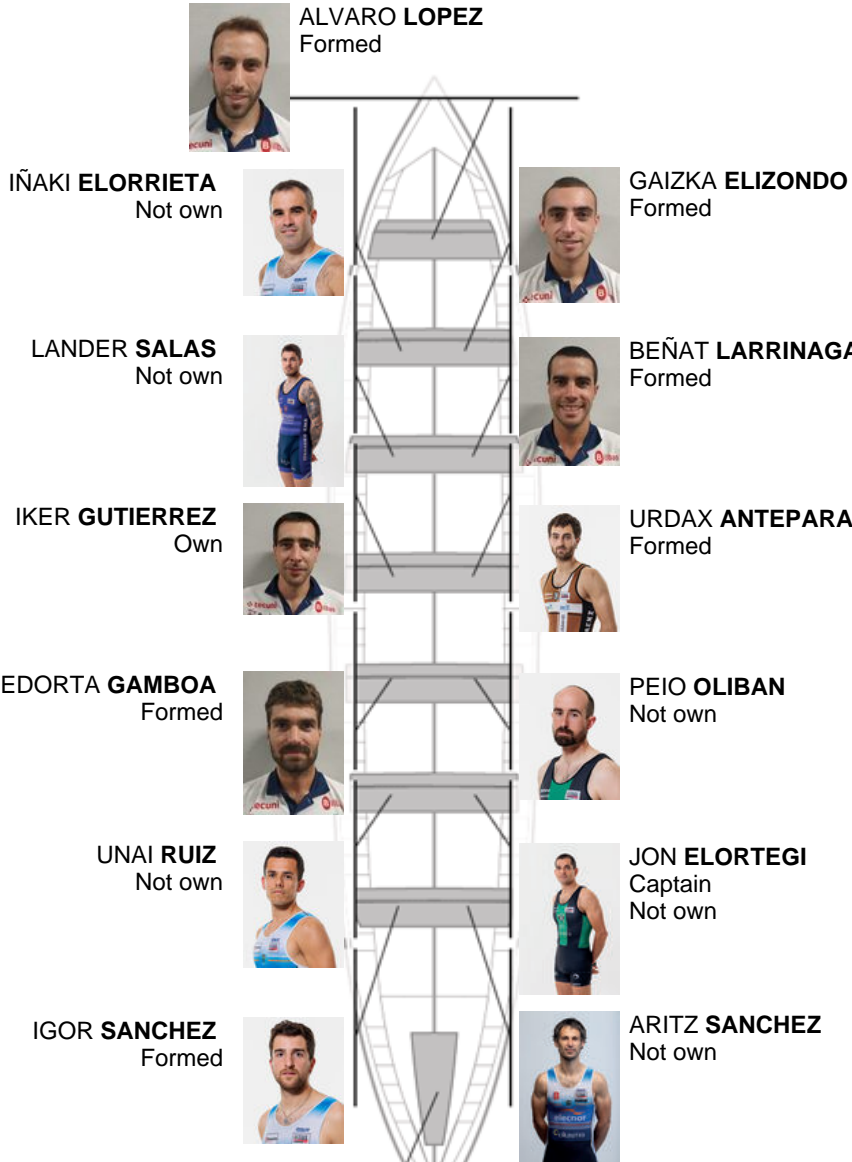 ALVARO LOPEZ
Formed
IÑAKI ELORRIETA
Not own
GAIZKA ELIZONDO
Formed
LANDER SALAS
Not own
BEÑAT LARRINAGA
Formed
IKER GUTIERREZ
Own
URDAX ANTEPARA
Formed
EDORTA GAMBOA
Formed
PEIO OLIBAN
Not own
UNAI RUIZ
Not own
JON ELORTEGI
Captain
Not own
IGOR SANCHEZ
Formed
ARITZ SANCHEZ
Not own
elecnor